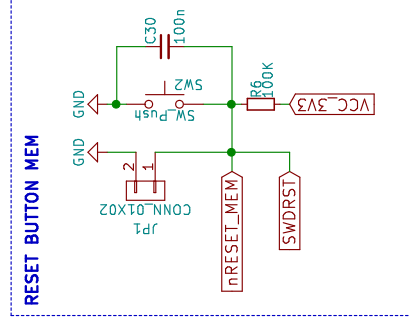 C30
100n
GND
SW2
SW_Push
R6
100K
VCC_3V3
GND
2
1
CONN_01X02
JP1
nRESET_MEM
SWDRST
RESET BUTTON MEM